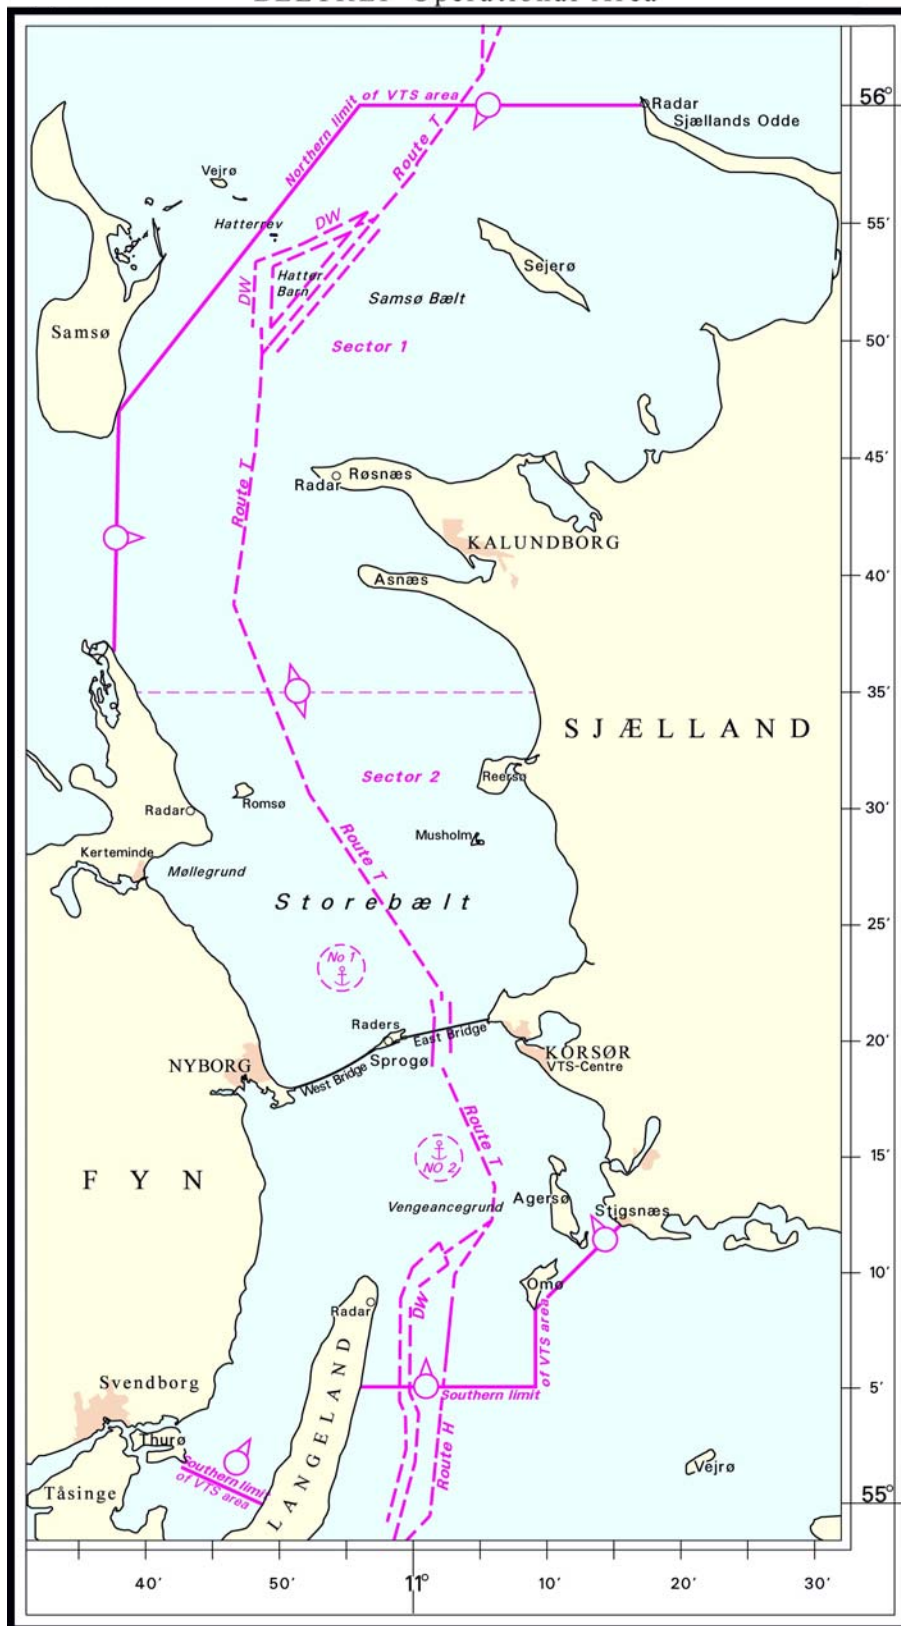 Northern limit of VTS area
Radar
56°
Sjællands Odde
Route T
Vejrø
DW
55′
Hatterrev
Sejerø
Hatter
Barn
DW
Samsø Bælt
Samsø
Sector 1
50′
Røsnæs
45′
Radar
Route T
KALUNDBORG
Asnæs
40′
35′
SJÆLLAND
Sector 2
Reersø
Romsø
Radar
30′
Musholm
Route T
Kerteminde
Møllegrund
Storebælt
25′
No 1
Raders
East Bridge
20′
KORSØR
NYBORG
West Bridge
Sprogø
VTS-Centre
Route T
15′
NO 2
FYN
Agersø
Vengeancegrund
Stigsnæs
Omø
10′
DW
Radar
of VTS area
Svendborg
Southern limit
5′
LANGELAND
Route H
Thurø
Southern limit
of VTS area
Vejrø
Tåsinge
55°
40′
11°
10′
20′
30′